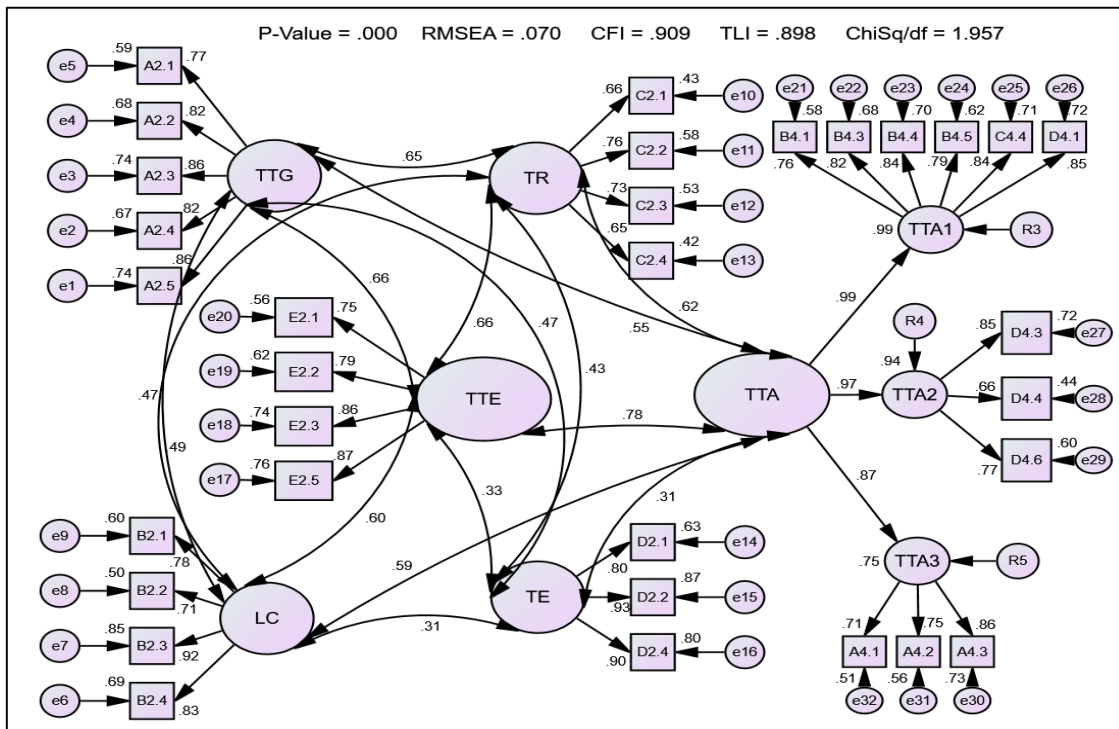 P-Value = .000 RMSEA = .070 CFI = .909 TLI = .898 ChiSq/df = 1.957
e5 .59 A2.1 .77
e4 .68 A2.2 .82
e3 .74 A2.3 .86
e2 .67 A2.4 .82
e1 .74 A2.5 .86
TTG
.65
TR
.66 C2.1 .43 e10
.76 C2.2 .58 e11
.73 C2.3 .53 e12
.65 C2.4 .42 e13
e21 e22 e23 e24 e25 e26
.58 .68 .70 .62 .71 .72
B4.1 B4.3 B4.4 B4.5 C4.4 D4.1
.76 .82 .84 .79 .84 .85
.99 TTA1 R3
.66
.66
.47
.43
.55
.62
.99
e20 .56 E2.1 .75
e19 .62 E2.2 .79
e18 .74 E2.3 .86
e17 .76 E2.5 .87
TTE
.78
TTA
.97
R4
.94 TTA2
.85 D4.3 .72 e27
.66 D4.4 .44 e28
.77 D4.6 .60 e29
.47
.49
.33
.60
.59
.31
.87
e9 .60 B2.1 .78
e8 .50 B2.2 .71
e7 .85 B2.3 .92
e6 .69 B2.4 .83
LC
.31
TE
.80 D2.1 .63 e14
.93 D2.2 .87 e15
.90 D2.4 .80 e16
.75 TTA3 R5
.71 .75 .86
A4.1 A4.2 A4.3
.51 .56 .73
e32 e31 e30